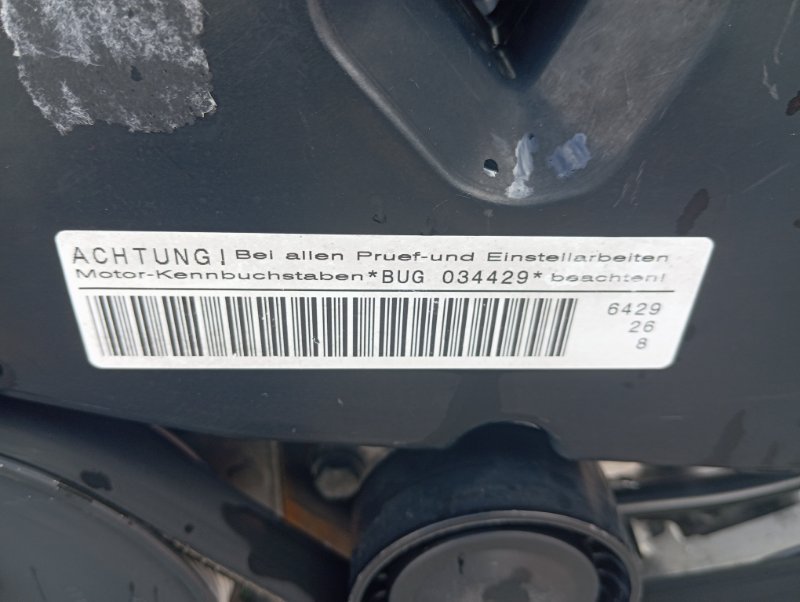 ACHTUNG! Bei allen Pruef-und Einstellarbeiten
Motor-Kennbuchstaben*BUG 034429* beachten!
6429
26
8